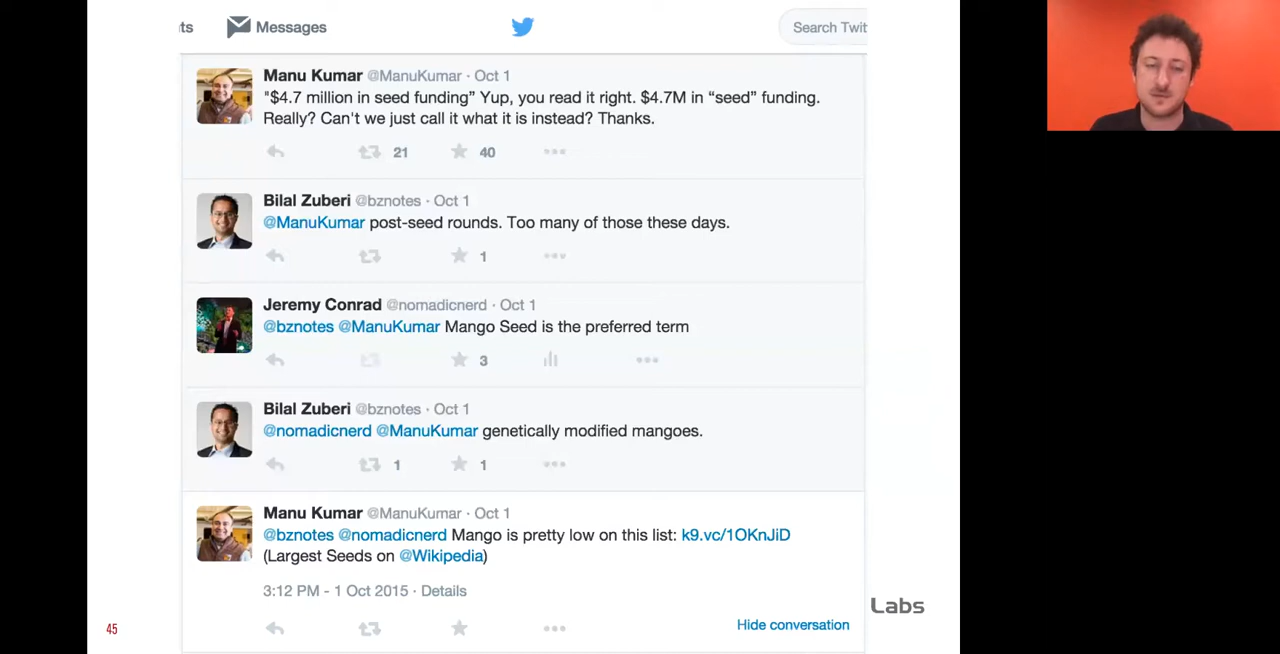 ts Messages Search Twit
Manu Kumar @ManuKumar · Oct 1
"$4.7 million in seed funding” Yup, you read it right. $4.7M in “seed” funding.
Really? Can't we just call it what it is instead? Thanks.
21 40
Bilal Zuberi @bznotes · Oct 1
@ManuKumar post-seed rounds. Too many of those these days.
1
Jeremy Conrad @nomadicnerd · Oct 1
@bznotes @ManuKumar Mango Seed is the preferred term
3
Bilal Zuberi @bznotes · Oct 1
@nomadicnerd @ManuKumar genetically modified mangoes.
1 1
Manu Kumar @ManuKumar · Oct 1
@bznotes @nomadicnerd Mango is pretty low on this list: k9.vc/1OKnJiD
(Largest Seeds on @Wikipedia)
3:12 PM - 1 Oct 2015 · Details
Labs
Hide conversation
45